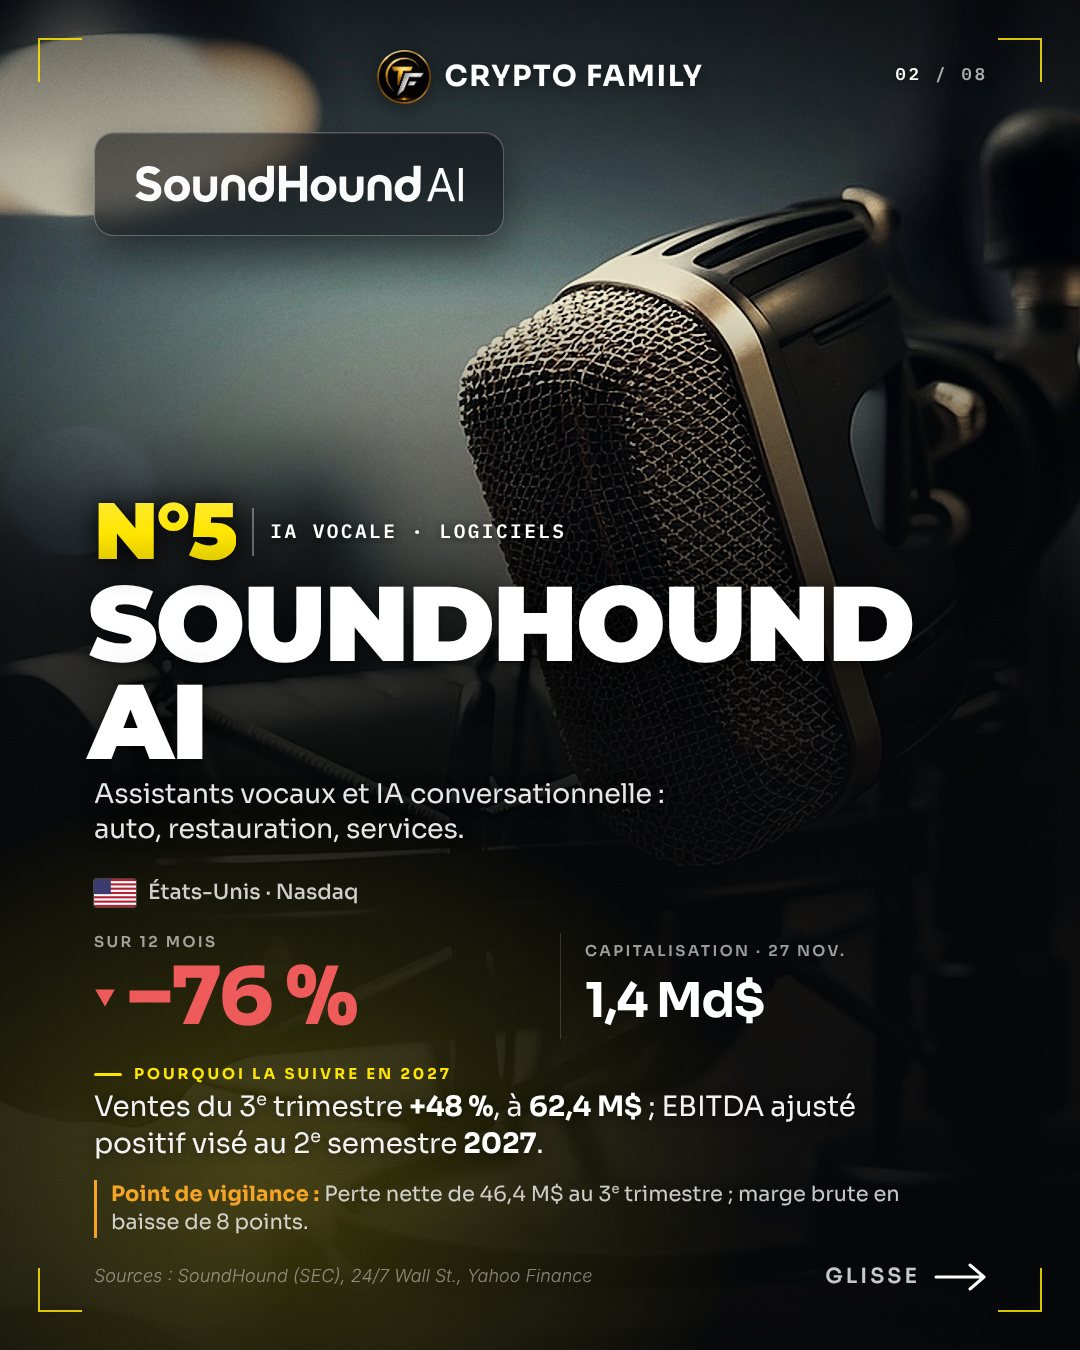 CRYPTO FAMILY
02 / 08
SoundHound AI
N°5
IA VOCALE · LOGICIELS
SOUNDHOUND
AI
Assistants vocaux et IA conversationnelle :
auto, restauration, services.
États-Unis · Nasdaq
SUR 12 MOIS
▼ −76 %
CAPITALISATION · 27 NOV.
1,4 Md$
POURQUOI LA SUIVRE EN 2027
Ventes du 3e trimestre +48 %, à 62,4 M$ ; EBITDA ajusté
positif visé au 2e semestre 2027.
Point de vigilance : Perte nette de 46,4 M$ au 3e trimestre ; marge brute en
baisse de 8 points.
Sources : SoundHound (SEC), 24/7 Wall St., Yahoo Finance
GLISSE →